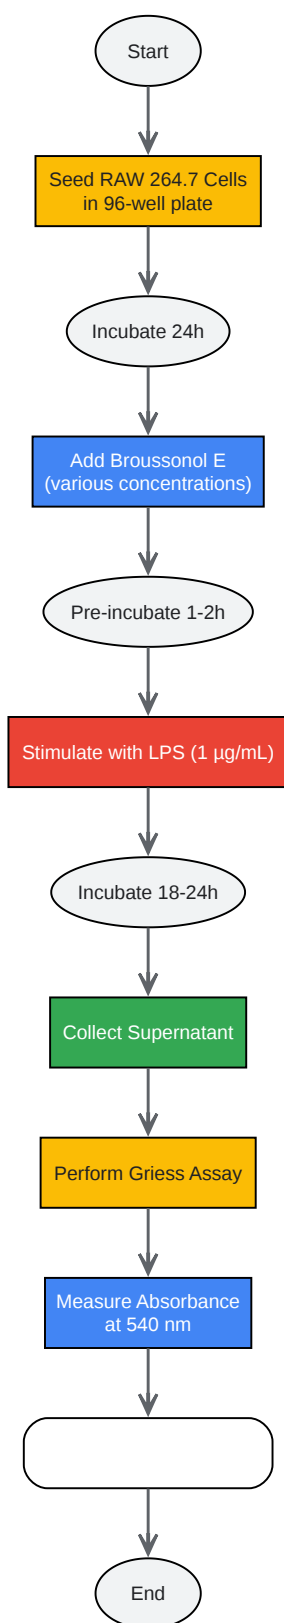 Start
Seed RAW 264.7 Cells
in 96-well plate
Incubate 24h
Add Broussonol E
(various concentrations)
Pre-incubate 1-2h
Stimulate with LPS (1 µg/mL)
Incubate 18-24h
Collect Supernatant
Perform Griess Assay
Measure Absorbance
at 540 nm
End